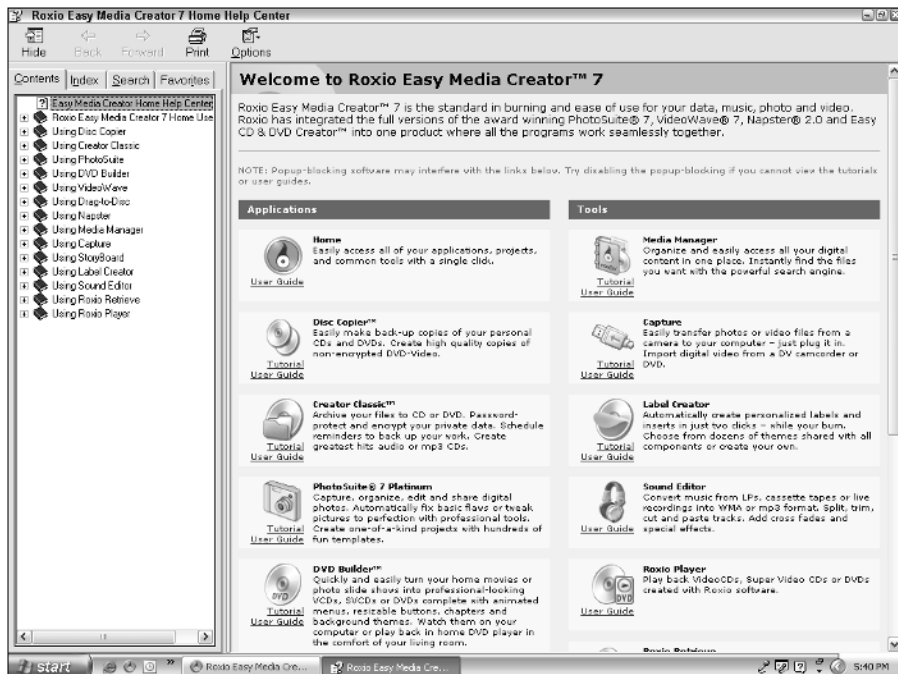 Roxio Easy Media Creator 7 Home Help Center
Hide
Back
Forward
Print
Options
Contents
Index
Search
Favorites
Easy Media Creator Home Help Center
Roxio Easy Media Creator 7 Home Use
Using Disc Copier
Using Creator Classic
Using PhotoSuite
Using DVD Builder
Using VideoWave
Using Drag-to-Disc
Using Napster
Using Media Manager
Using Capture
Using StoryBoard
Using Label Creator
Using Sound Editor
Using Roxio Retrieve
Using Roxio Player
Welcome to Roxio Easy Media Creator™ 7
Roxio Easy Media Creator™ 7 is the standard in burning and ease of use for your data, music, photo and video.
Roxio has integrated the full versions of the award winning PhotoSuite® 7, VideoWave® 7, Napster® 2.0 and Easy
CD & DVD Creator™ into one product where all the programs work seamlessly together.
NOTE: Popup-blocking software may interfere with the links below. Try disabling the popup-blocking if you cannot view the tutorials
or user guides.
Applications
Home
Easily access all of your applications, projects,
and common tools with a single click.
User Guide
Disc Copier™
Easily make back-up copies of your personal
CDs and DVDs. Create high quality copies of
non-encrypted DVD-Video.
Tutorial
User Guide
Creator Classic™
Archive your files to CD or DVD. Password-
protect and encrypt your private data. Schedule
reminders to back up your work. Create
greatest hits audio or mp3 CDs.
Tutorial
User Guide
PhotoSuite® 7 Platinum
Capture, organize, edit and share digital
photos. Automatically fix basic flaws or tweak
pictures to perfection with professional tools.
Create one-of-a-kind projects with hundreds of
fun templates.
Tutorial
User Guide
DVD Builder™
Quickly and easily turn your home movies or
photo slide shows into professional-looking
VCDs, SVCDs or DVDs complete with animated
menus, resizable buttons, chapters and
background themes. Watch them on your
computer or play back in home DVD player in
the comfort of your living room.
DVD
Tutorial
User Guide
Tools
Media Manager
Organize and easily access all your digital
content in one place. Instantly find the files
you want with the powerful search engine.
Tutorial
User Guide
Capture
Easily transfer photos or video files from a
camera to your computer – just plug it in.
Import digital video from a DV camcorder or
DVD.
Tutorial
User Guide
Label Creator
Automatically create personalized labels and
inserts in just two clicks – while your burn.
Choose from dozens of themes shared with all
components or create your own.
Tutorial
User Guide
Sound Editor
Convert music from LPs, cassette tapes or live
recordings into WMA or mp3 format. Split, trim,
cut and paste tracks. Add cross fades and
special effects.
User Guide
Roxio Player
Play back VideoCDs, Super Video CDs or DVDs
created with Roxio software.
DVD
User Guide
Roxio Retrieve
start
Roxio Easy Media Cre...
Roxio Easy Media Cre...
5:40 PM